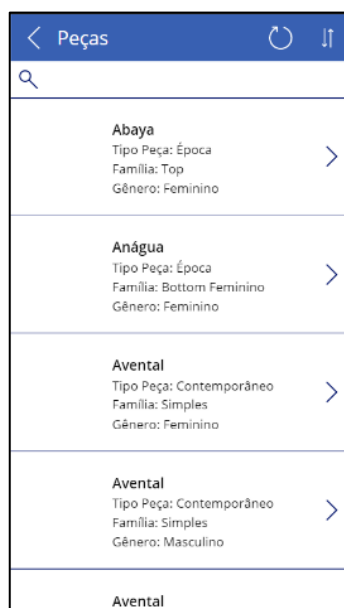 Peças
Abaya
Tipo Peça: Época
Família: Top
Gênero: Feminino
Anágua
Tipo Peça: Época
Família: Bottom Feminino
Gênero: Feminino
Avental
Tipo Peça: Contemporâneo
Família: Simples
Gênero: Feminino
Avental
Tipo Peça: Contemporâneo
Família: Simples
Gênero: Masculino
Avental